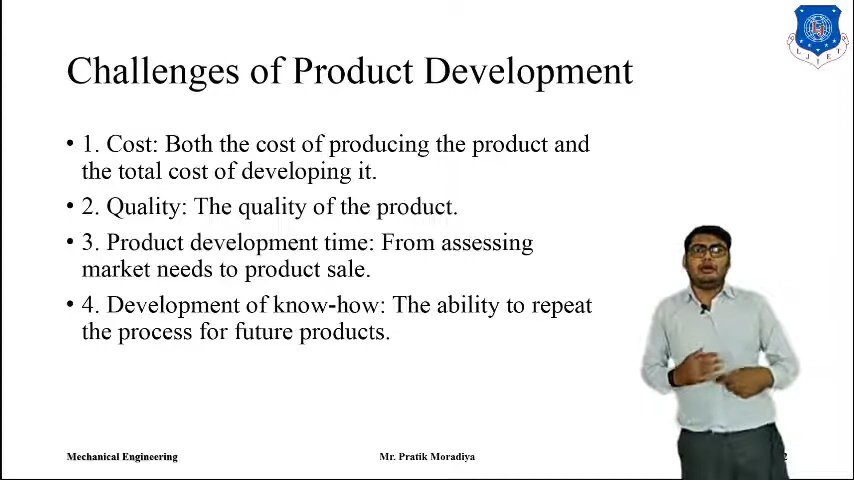 Challenges of Product Development
• 1. Cost: Both the cost of producing the product and
the total cost of developing it.
• 2. Quality: The quality of the product.
• 3. Product development time: From assessing
market needs to product sale.
• 4. Development of know-how: The ability to repeat
the process for future products.
Mechanical Engineering
Mr. Pratik Moradiya
2
LJIET